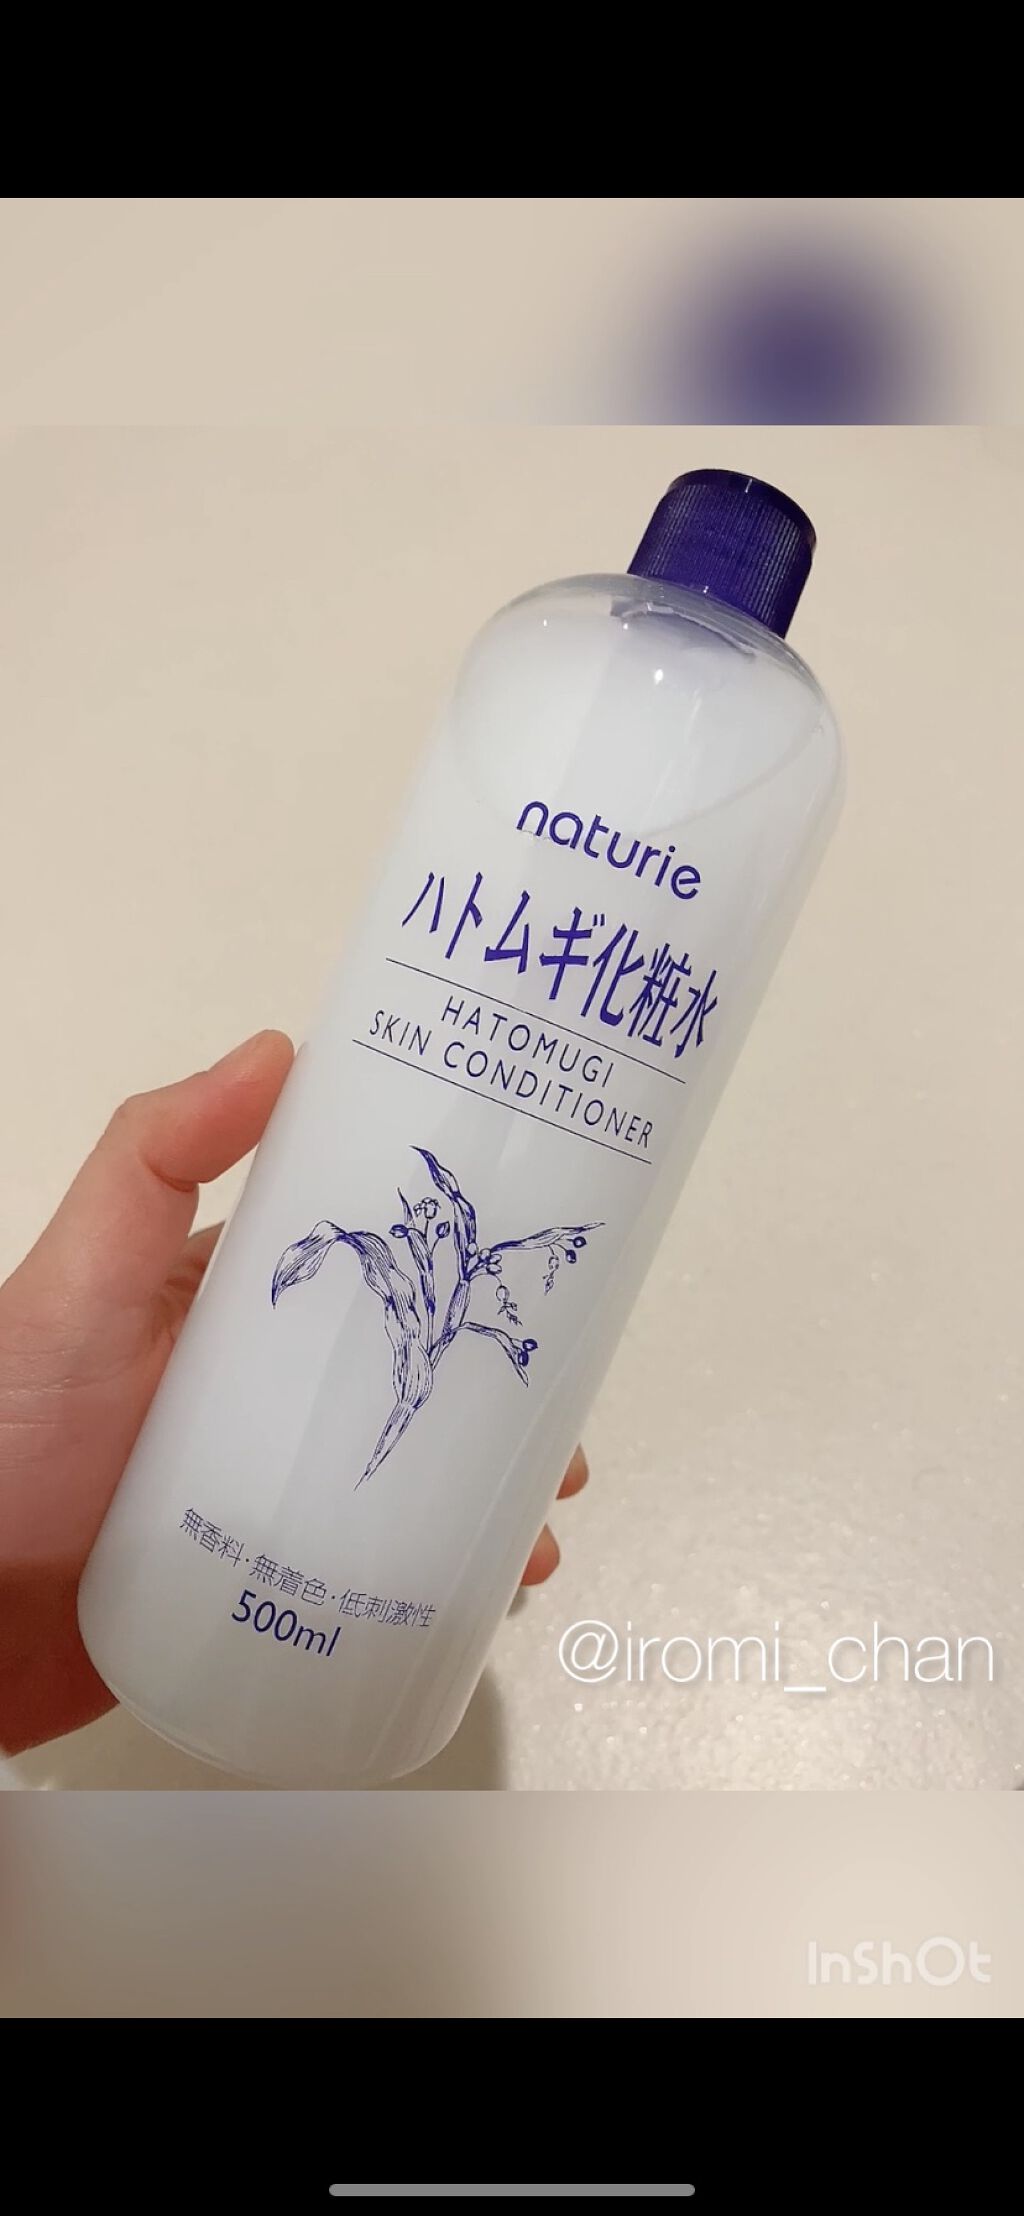 naturie
ハトムギ化粧水
HATOMUGI
SKIN CONDITIONER
無香料・無着色・低刺激性
500ml
@iromi_chan
InShOt